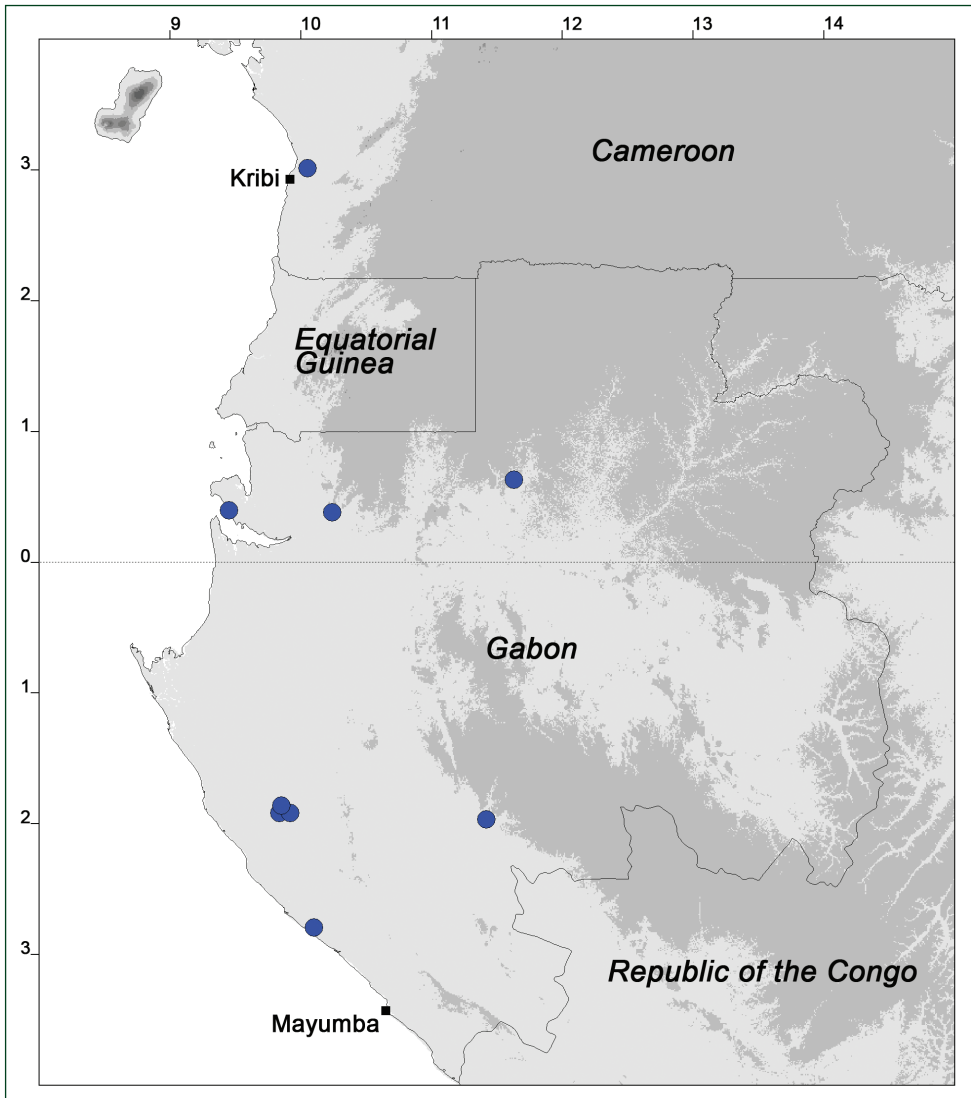 9 10 11 12 13 14
3
Cameroon
Kribi
2
Equatorial
Guinea
1
0
Gabon
1
2
3
Republic of the Congo
Mayumba